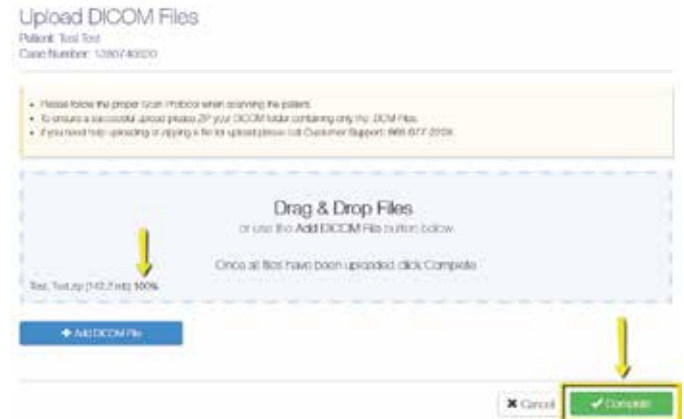 Upload DICOM Files
Patient: Test Test
Case Number:
Please follow the proper Scan Protocol when scanning the patient.
To ensure a successful upload please ZIP your DICOM folder containing only the .DCM Files.
If you need help uploading or zipping a file for upload please call Customer Support:
Drag & Drop Files
or use the Add DICOM File button below
Once all files have been uploaded click Complete
Test, Test.zip 100%
Add DICOM File
Cancel
Complete